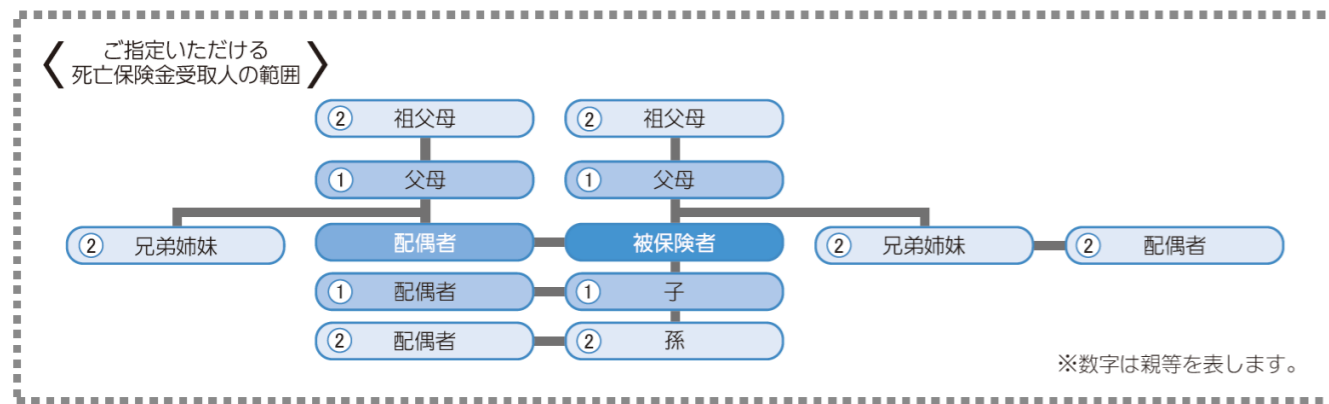 ご指定いただける
死亡保険金受取人の範囲
② 祖父母
② 祖父母
① 父母
① 父母
② 兄弟姉妹
配偶者
被保険者
② 兄弟姉妹
② 配偶者
① 配偶者
① 子
② 配偶者
② 孫
※数字は親等を表します。